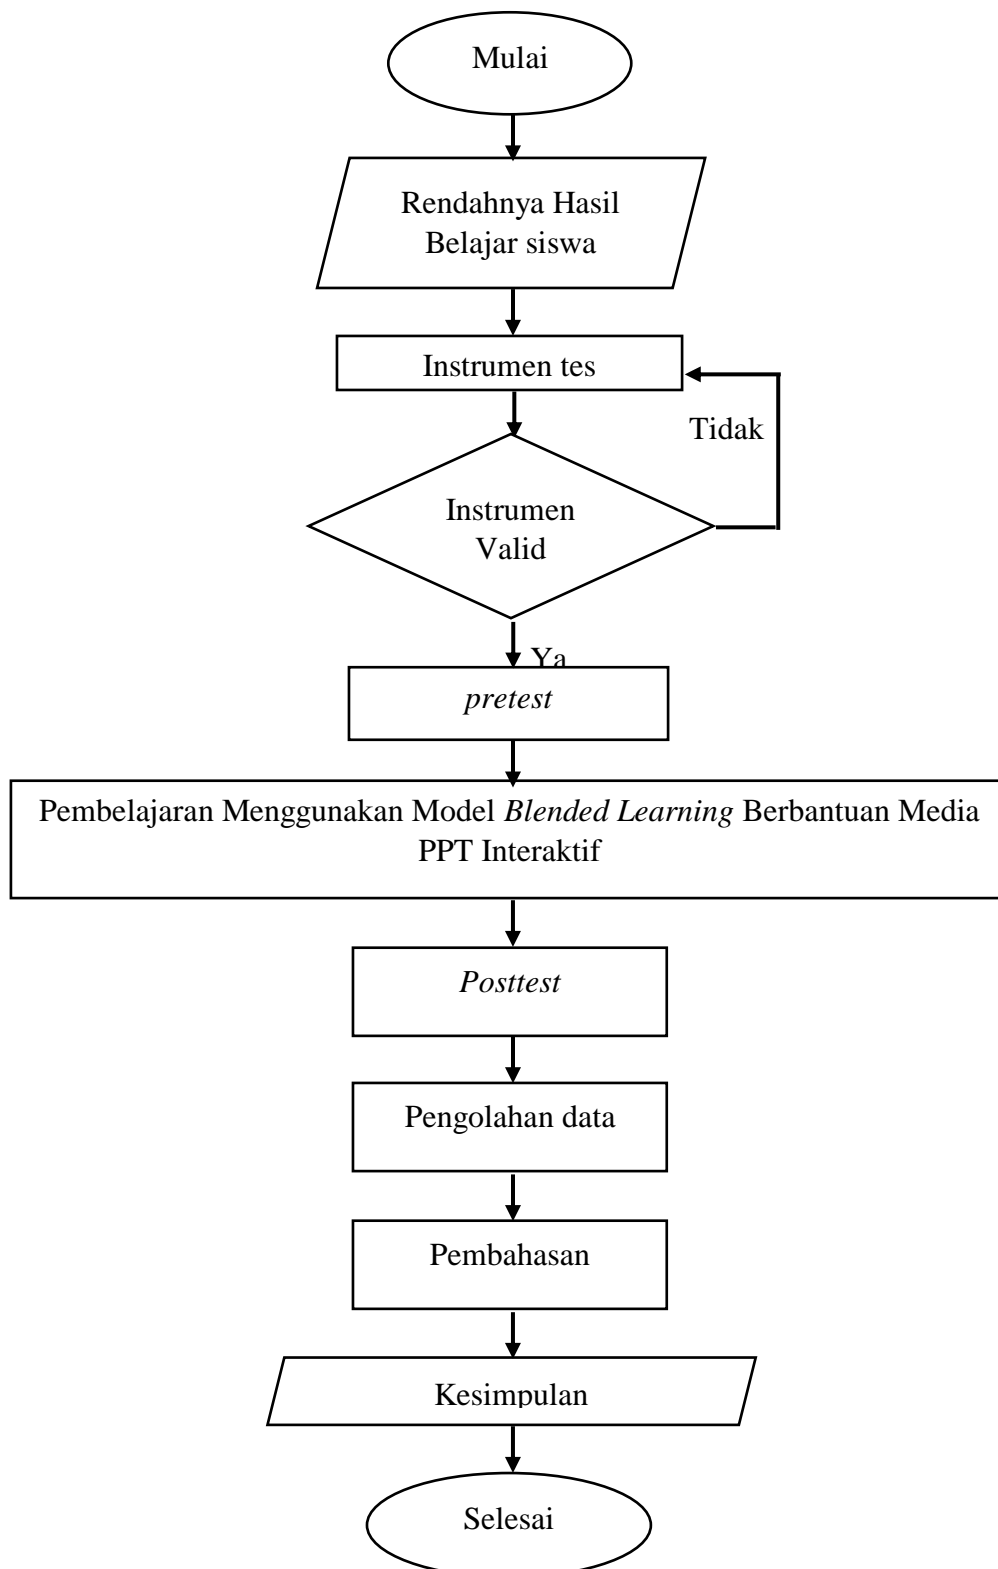 Mulai
Rendahnya Hasil
Belajar siswa
Instrumen tes
Tidak
Instrumen
Valid
Ya
pretest
Pembelajaran Menggunakan Model Blended Learning Berbantuan Media
PPT Interaktif
Posttest
Pengolahan data
Pembahasan
Kesimpulan
Selesai